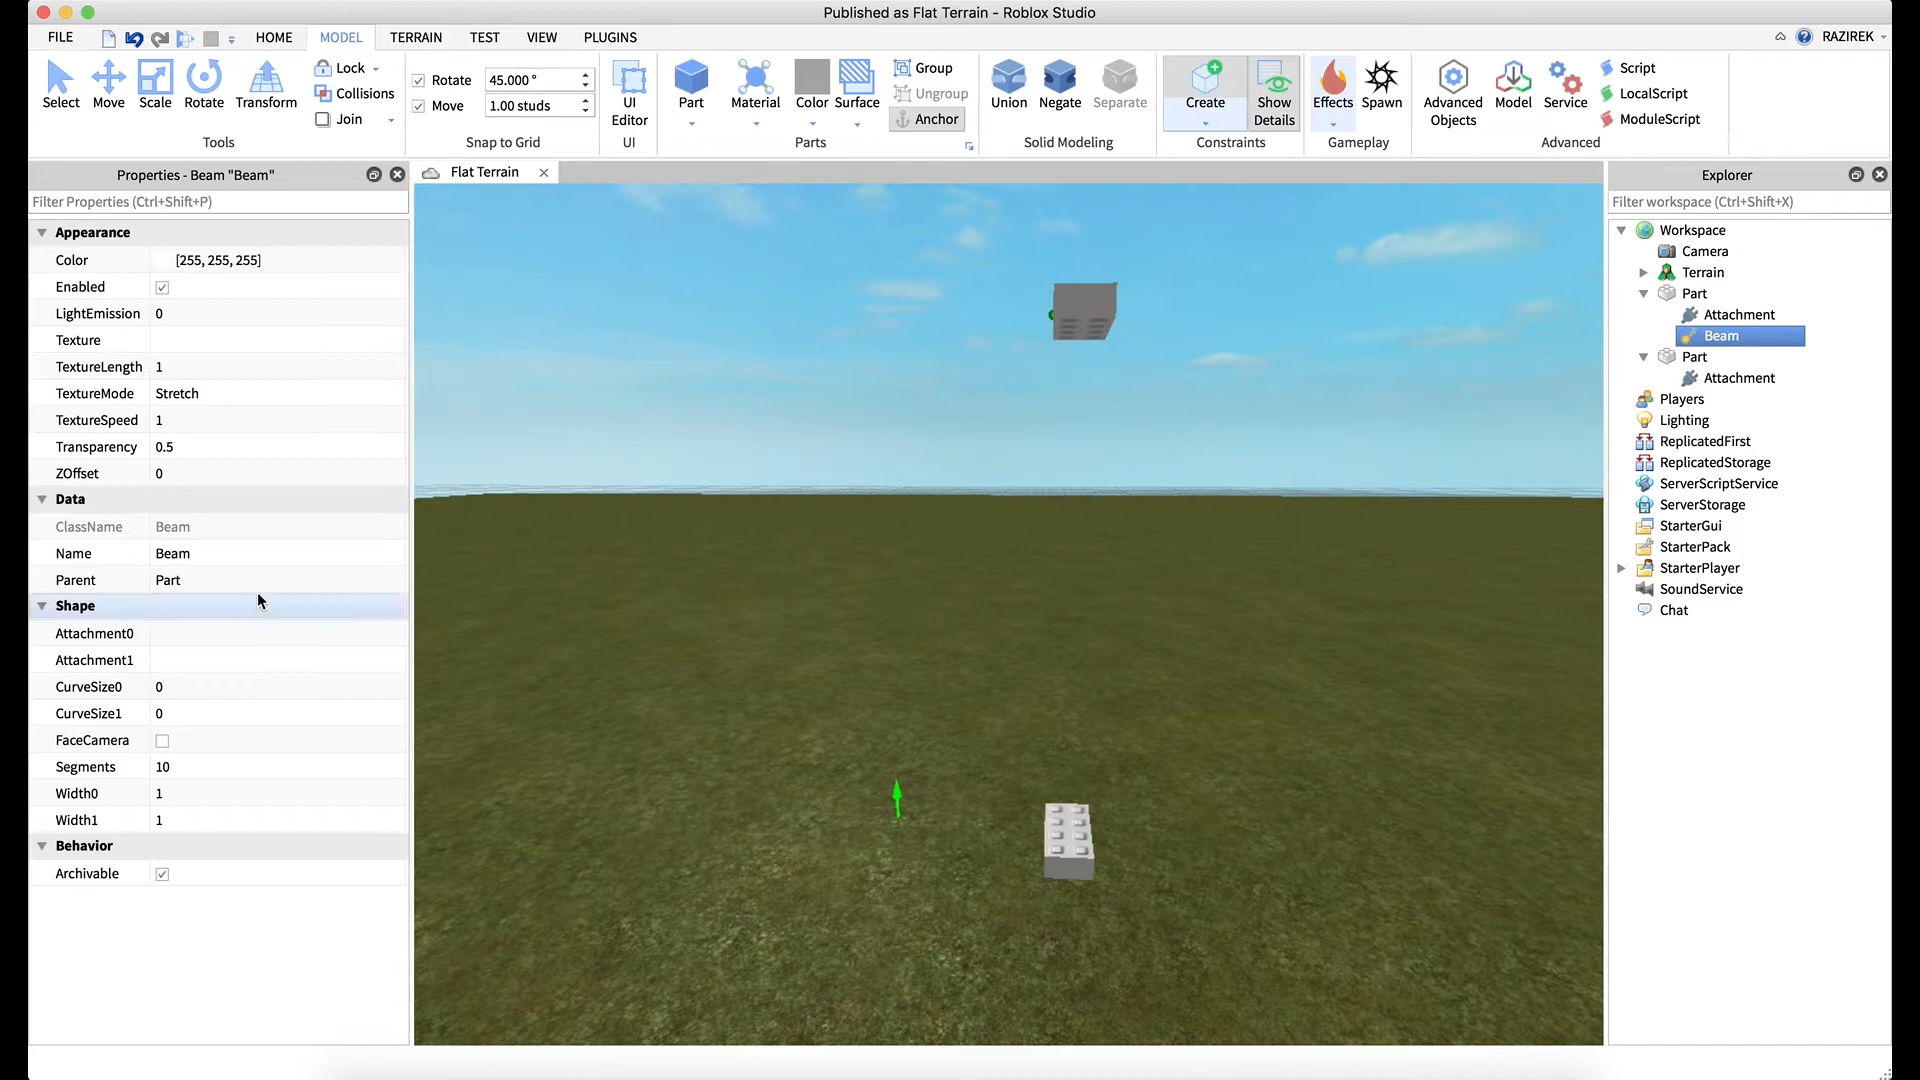 Published as Flat Terrain - Roblox Studio
FILE HOME MODEL TERRAIN TEST VIEW PLUGINS RAZIREK
Select Move Scale Rotate Transform
Lock
Collisions
Join
Tools
Rotate 45.000 °
Move 1.00 studs
Snap to Grid
UI Editor
UI
Part Material Color Surface
Group
Ungroup
Anchor
Parts
Union Negate Separate
Solid Modeling
Create Show Details
Constraints
Effects Spawn
Gameplay
Advanced Objects Model Service
Script
LocalScript
ModuleScript
Advanced
Properties - Beam "Beam"
Filter Properties (Ctrl+Shift+P)
Appearance
Color [255, 255, 255]
Enabled
LightEmission 0
Texture
TextureLength 1
TextureMode Stretch
TextureSpeed 1
Transparency 0.5
ZOffset 0
Data
ClassName Beam
Name Beam
Parent Part
Shape
Attachment0
Attachment1
CurveSize0 0
CurveSize1 0
FaceCamera
Segments 10
Width0 1
Width1 1
Behavior
Archivable
Flat Terrain
Explorer
Filter workspace (Ctrl+Shift+X)
Workspace
Camera
Terrain
Part
Attachment
Beam
Part
Attachment
Players
Lighting
ReplicatedFirst
ReplicatedStorage
ServerScriptService
ServerStorage
StarterGui
StarterPack
StarterPlayer
SoundService
Chat